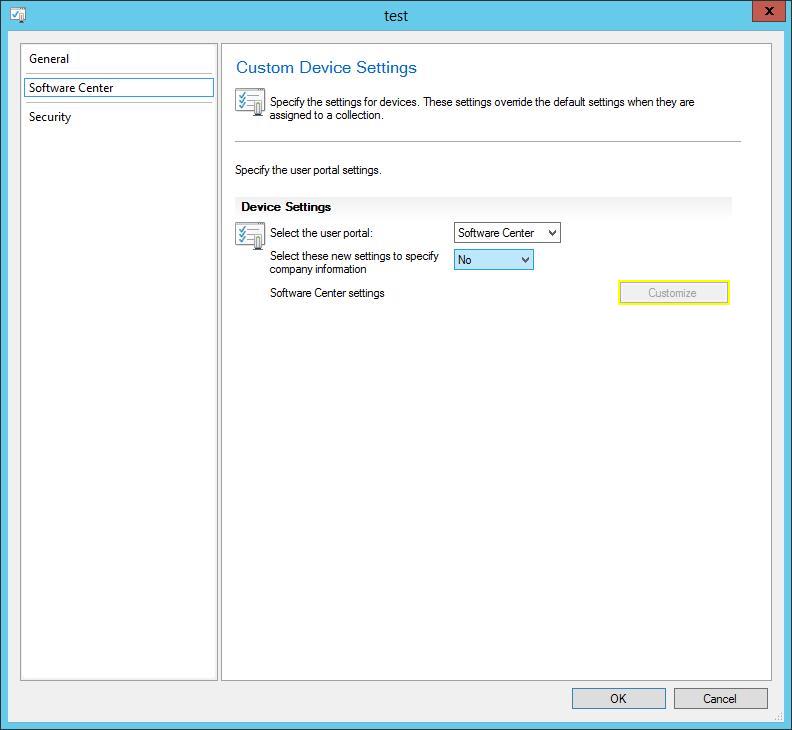 test
X
General
Software Center
Security
Custom Device Settings
Specify the settings for devices. These settings override the default settings when they are
assigned to a collection.
Specify the user portal settings.
Device Settings
Select the user portal:
Software Center
Select these new settings to specify
company information
No
Software Center settings
Customize
OK
Cancel